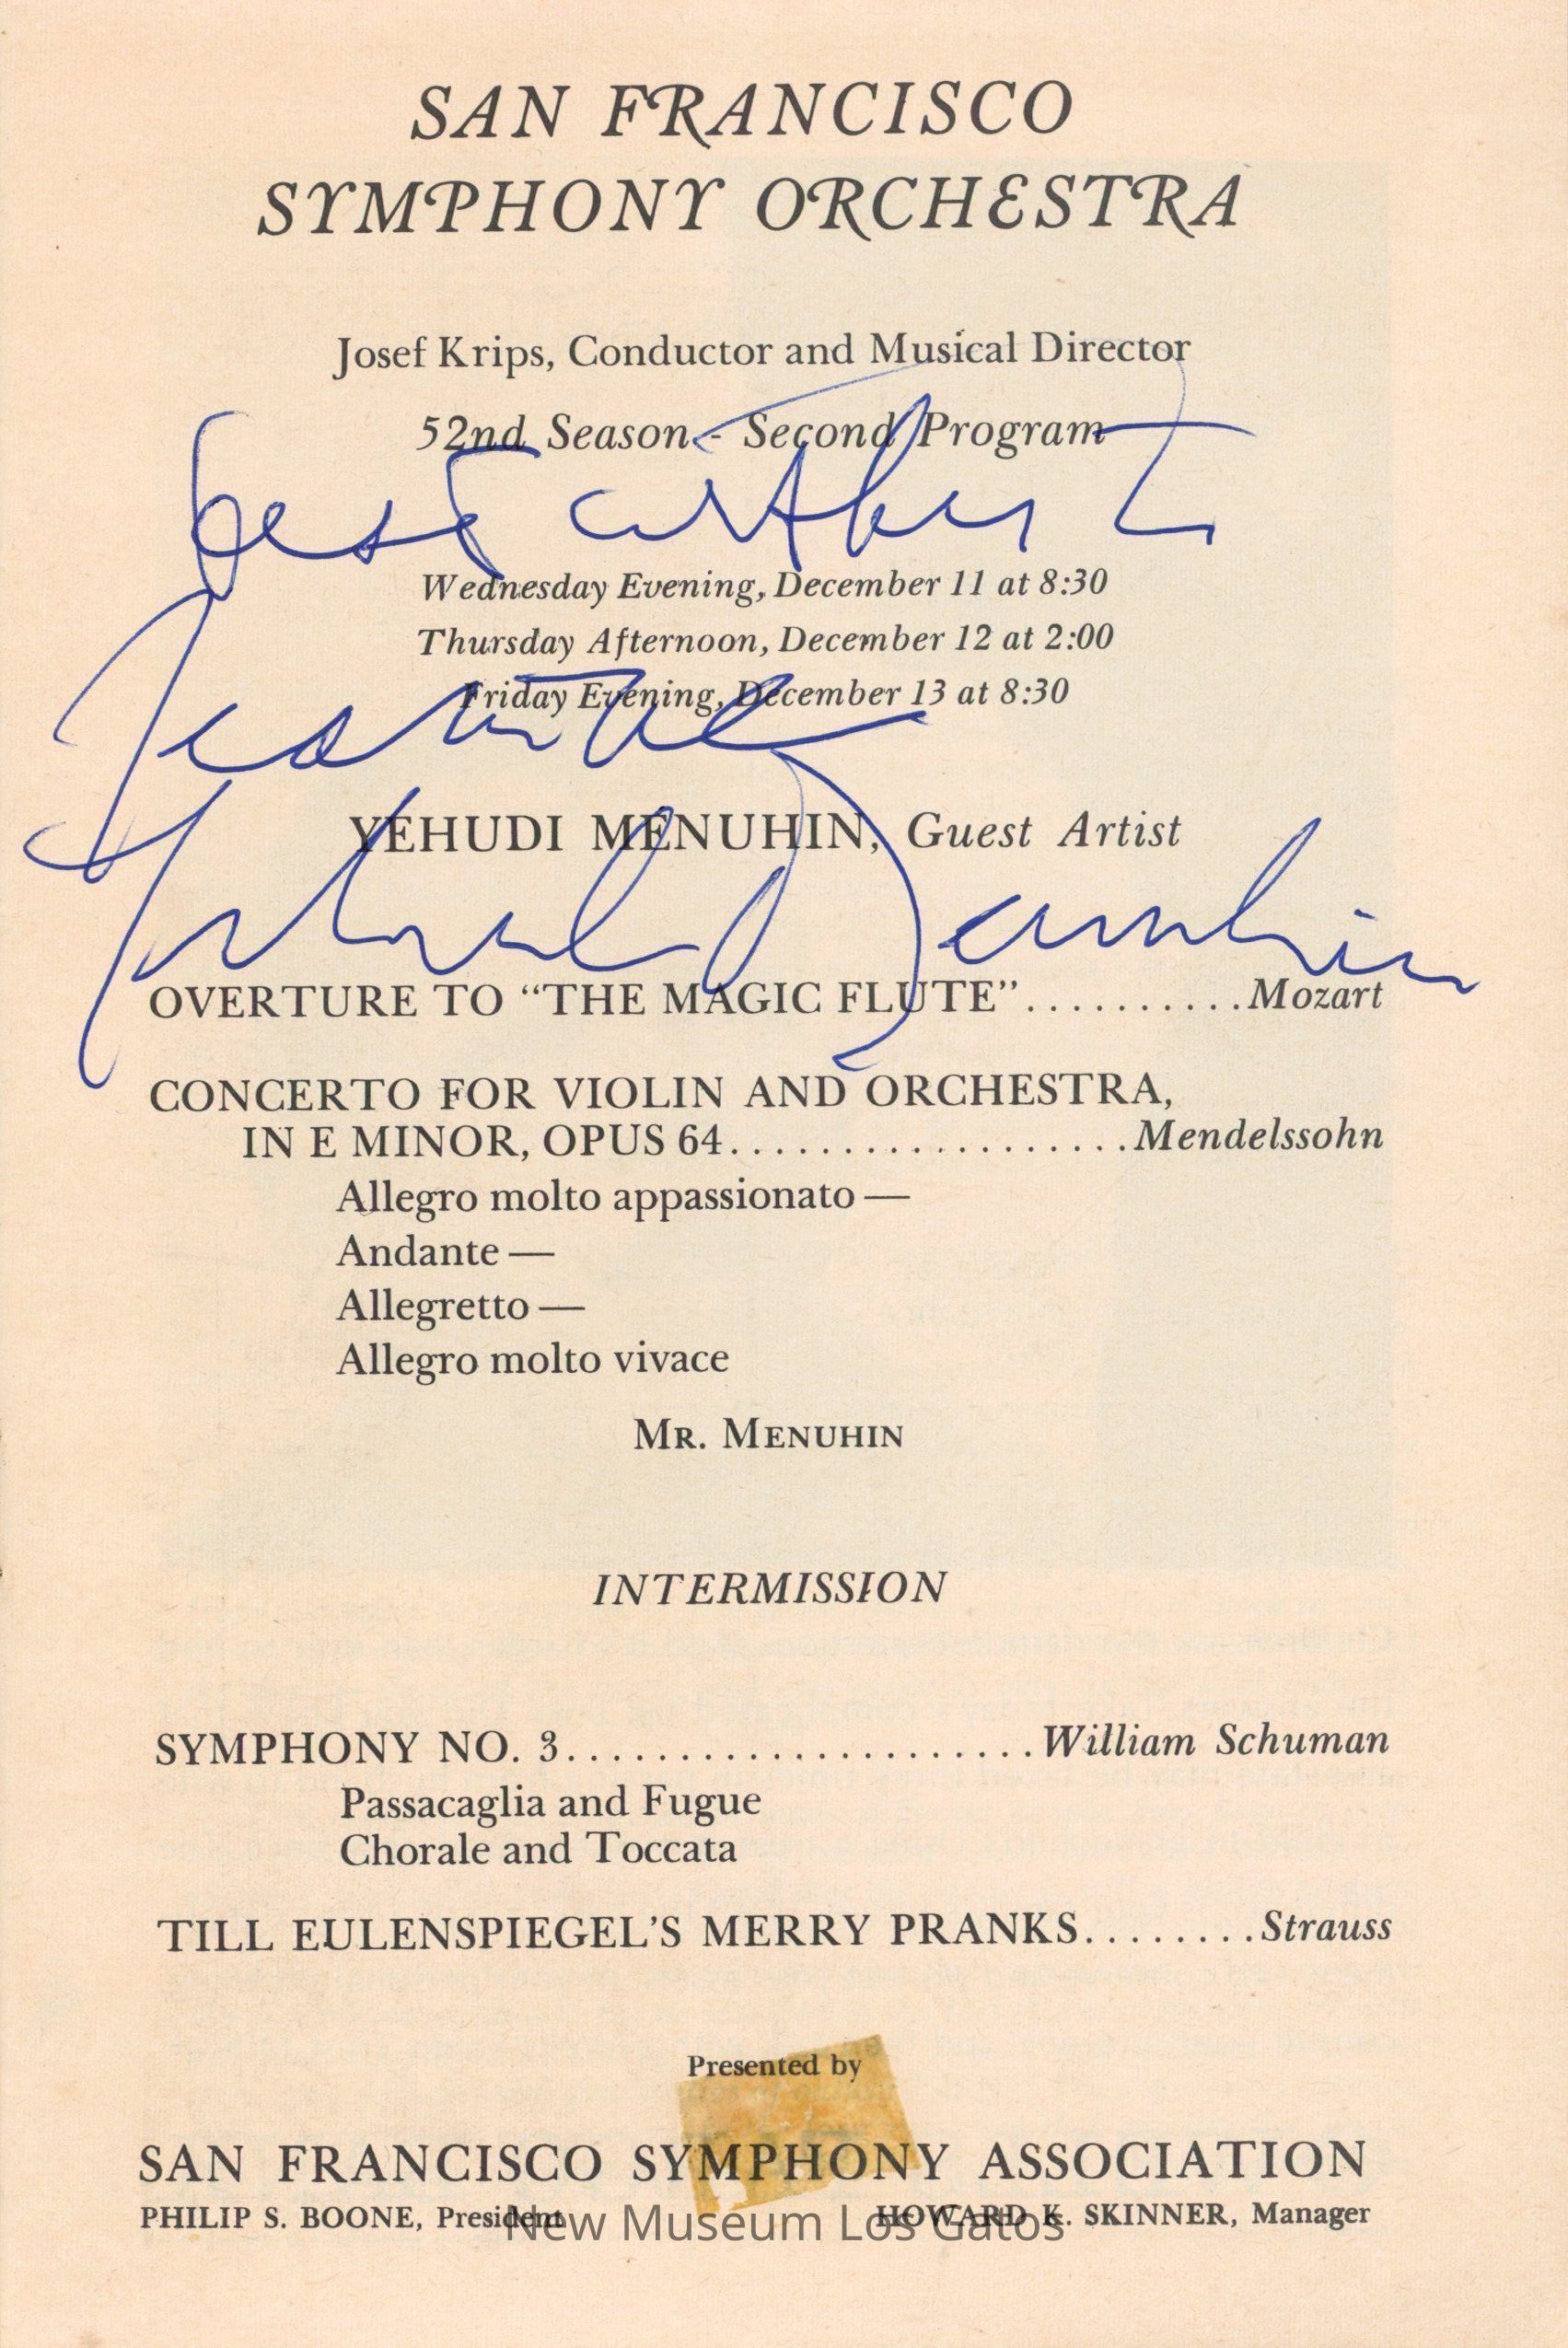 SAN FRANCISCO
SYMPHONY ORCHESTRA
Josef Krips, Conductor and Musical Director
52nd Season - Second Program
best wishes to
Wednesday Evening, December 11 at 8:30
Thursday Afternoon, December 12 at 2:00
Friday Evening, December 13 at 8:30
YEHUDI MENUHIN, Guest Artist
Yehudi Menuhin
OVERTURE TO “THE MAGIC FLUTE”..........Mozart
CONCERTO FOR VIOLIN AND ORCHESTRA,
IN E MINOR, OPUS 64..................Mendelssohn
Allegro molto appassionato —
Andante —
Allegretto —
Allegro molto vivace
MR. MENUHIN
INTERMISSION
SYMPHONY NO. 3.....................William Schuman
Passacaglia and Fugue
Chorale and Toccata
TILL EULENSPIEGEL’S MERRY PRANKS........Strauss
Presented by
SAN FRANCISCO SYMPHONY ASSOCIATION
PHILIP S. BOONE, President HOWARD K. SKINNER, Manager
New Museum Los Gatos